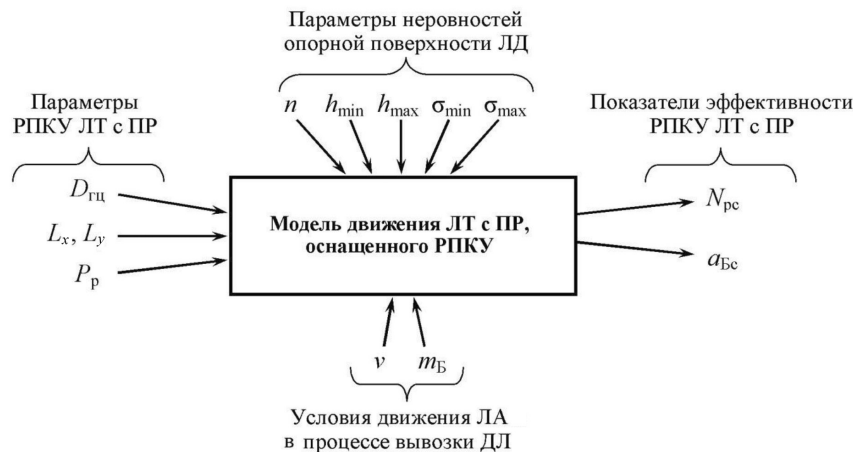 Параметры неровностей
опорной поверхности ЛД
n h_min h_max σ_min σ_max
Параметры
РПКУ ЛТ с ПР
D_гц
L_x, L_y
P_р
Модель движения ЛТ с ПР,
оснащенного РПКУ
Показатели эффективности
РПКУ ЛТ с ПР
N_рс
a_Бс
v m_Б
Условия движения ЛА
в процессе вывозки ДЛ